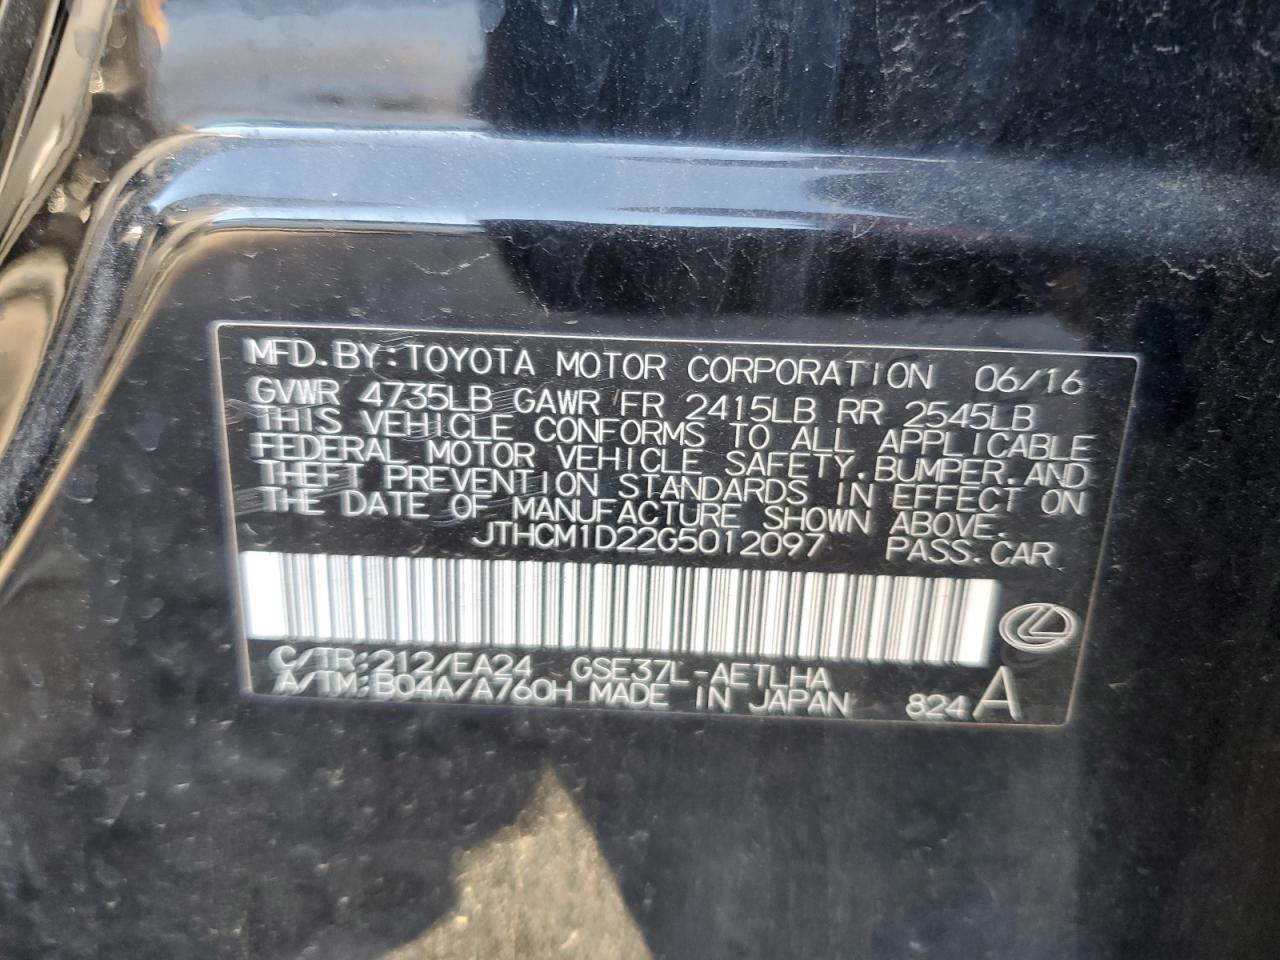 MFD.BY:TOYOTA MOTOR CORPORATION 06/16
GVWR 4735LB GAWR FR 2415LB RR 2545LB
THIS VEHICLE CONFORMS TO ALL APPLICABLE
FEDERAL MOTOR VEHICLE SAFETY,BUMPER,AND
THEFT PREVENTION STANDARDS IN EFFECT ON
THE DATE OF MANUFACTURE SHOWN ABOVE.
JTHCM1D22G5012097 PASS.CAR
C/TR:212/EA24 GSE37L-AETLHA
A/TM:B04A/A760H MADE IN JAPAN 824A